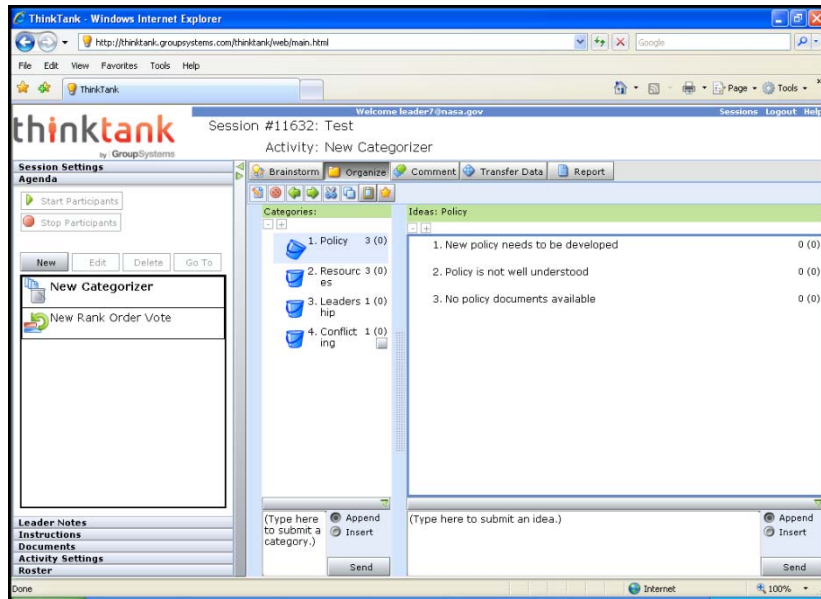 ThinkTank - Windows Internet Explorer
http://thinktank.groupsystems.com/thinktank/web/main.html
Google
File Edit View Favorites Tools Help
ThinkTank
Page Tools
Welcome leader7@nasa.gov
Sessions Logout Help
thinktank
by GroupSystems
Session #11632: Test
Activity: New Categorizer
Session Settings
Agenda
Start Participants
Stop Participants
New Edit Delete Go To
New Categorizer
New Rank Order Vote
Leader Notes
Instructions
Documents
Activity Settings
Roster
Brainstorm Organize Comment Transfer Data Report
Categories:
- +
1. Policy 3 (0)
2. Resourc 3 (0)
es
3. Leaders 1 (0)
hip
4. Conflict 1 (0)
ing
(Type here
to submit a
category.)
Append
Insert
Send
Ideas: Policy
- +
1. New policy needs to be developed 0 (0)
2. Policy is not well understood 0 (0)
3. No policy documents available 0 (0)
(Type here to submit an idea.)
Append
Insert
Send
Done
Internet
100%